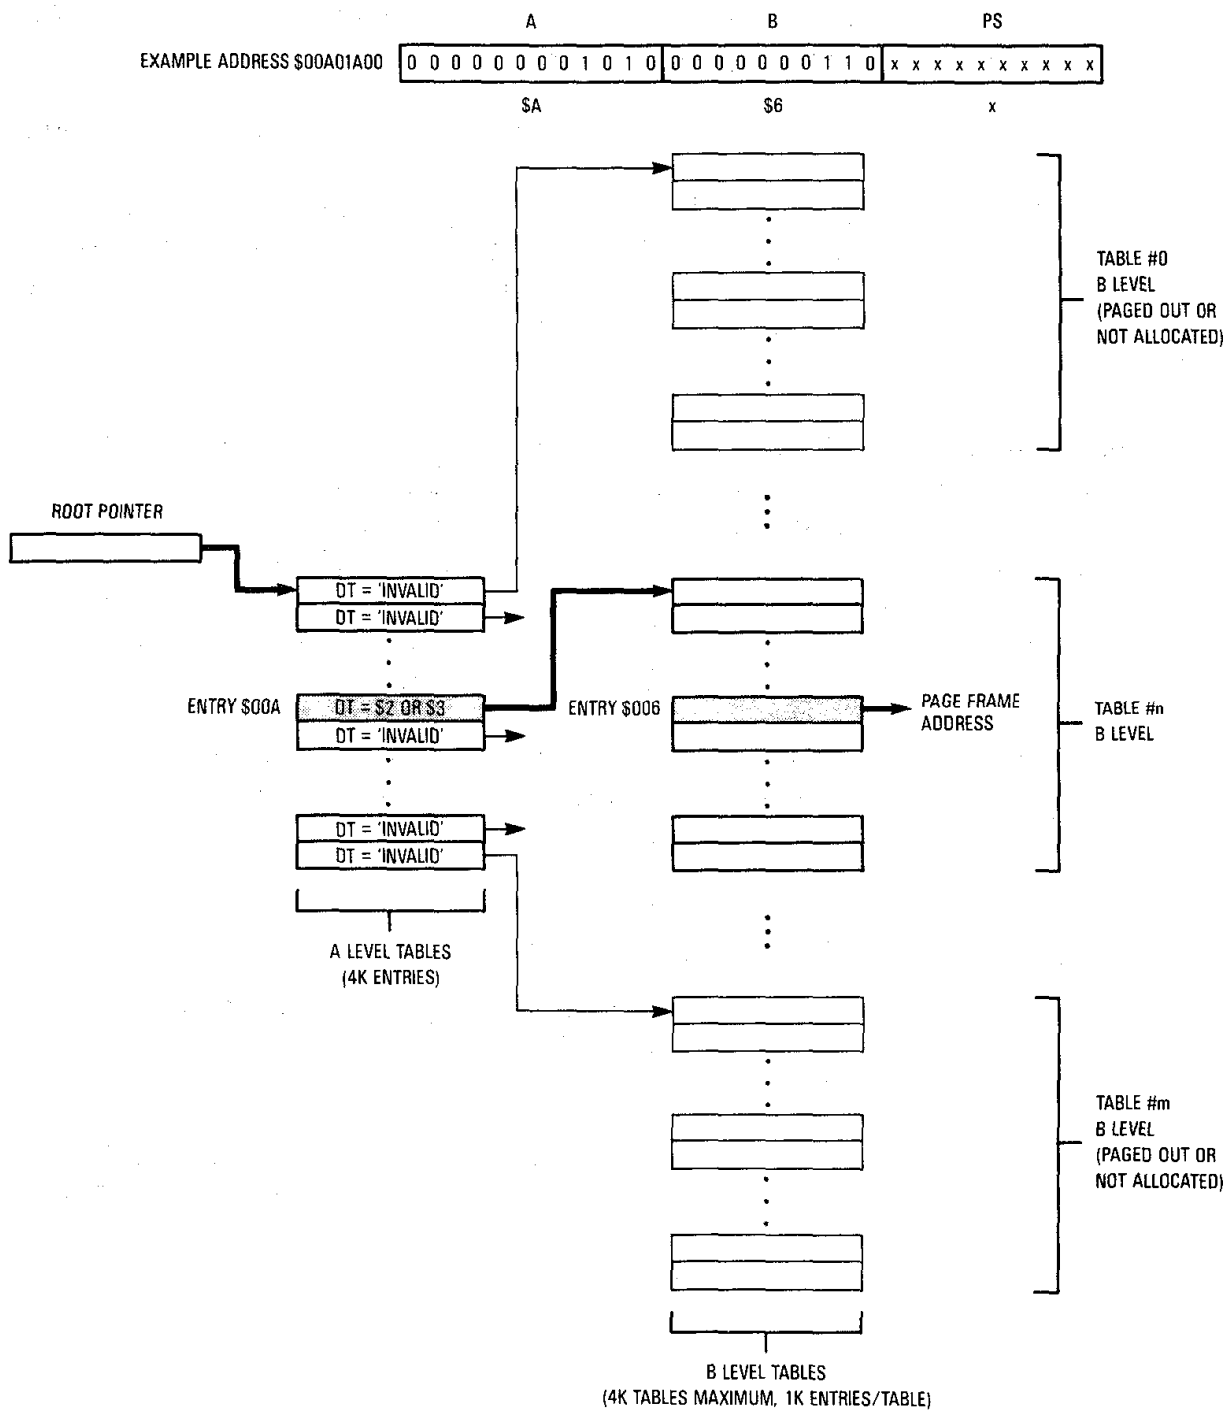 A B PS
EXAMPLE ADDRESS $00A01A00 0 0 0 0 0 0 0 0 1 0 1 0 0 0 0 0 0 0 0 1 1 0 x x x x x x x x x x
$A $6 x
TABLE #0
B LEVEL
(PAGED OUT OR
NOT ALLOCATED)
ROOT POINTER
DT = 'INVALID'
DT = 'INVALID'
ENTRY $00A DT = $2 OR $3
DT = 'INVALID'
DT = 'INVALID'
DT = 'INVALID'
A LEVEL TABLES
(4K ENTRIES)
ENTRY $006
PAGE FRAME
ADDRESS
TABLE #n
B LEVEL
TABLE #m
B LEVEL
(PAGED OUT OR
NOT ALLOCATED)
B LEVEL TABLES
(4K TABLES MAXIMUM, 1K ENTRIES/TABLE)